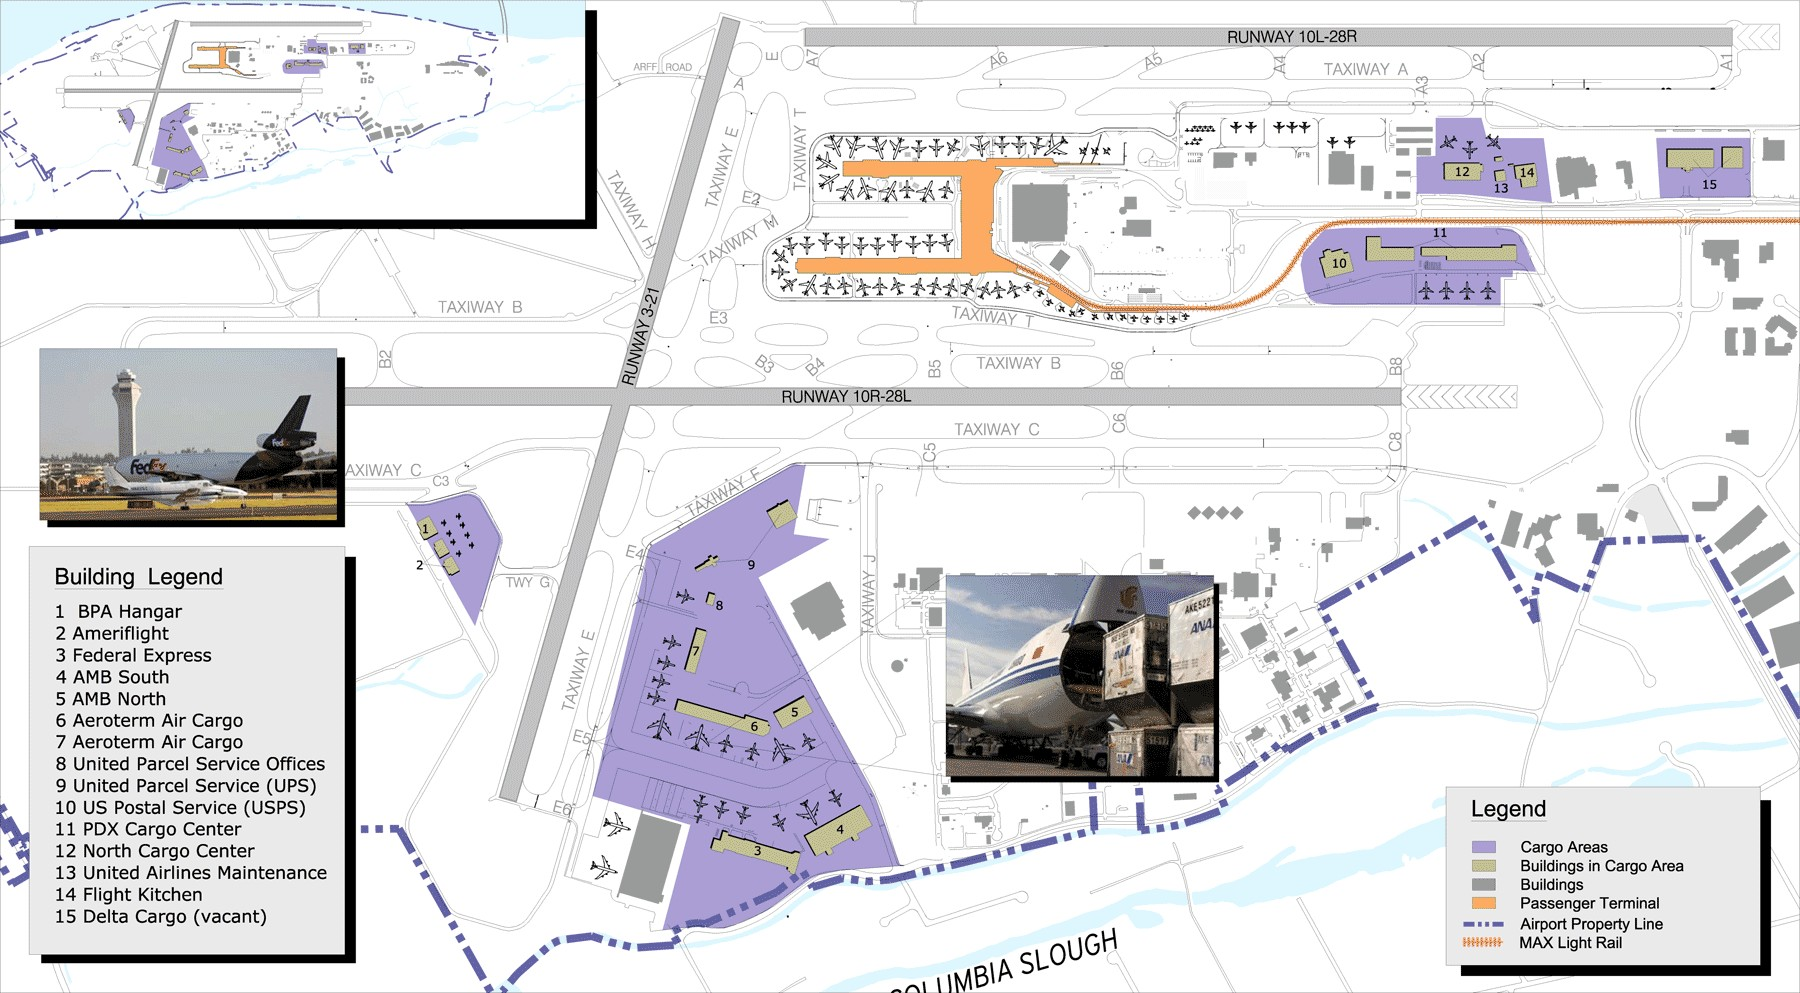 RUNWAY 10L-28R
A7
E
A6
A5
A4
TAXIWAY A
A2
A1
A3
ARFF ROAD
A
TAXIWAY E
TAXIWAY T
TAXIWAY H
E2
TAXIWAY M
12
13
14
15
11
10
TAXIWAY B
E3
TAXIWAY T
RUNWAY 3-21
B2
B3
B4
B5
TAXIWAY B
B6
B8
RUNWAY 10R-28L
TAXIWAY C
C5
C6
C8
FedEx
FedEx
AXIWAY C
C3
TAXIWAY F
1
2
TWY G
E4
9
8
7
TAXIWAY J
TAXIWAY E
5
6
E5
E6
4
3
AKE5227
ANA
ANA
ANA
ANA
Building Legend
1 BPA Hangar
2 Ameriflight
3 Federal Express
4 AMB South
5 AMB North
6 Aeroterm Air Cargo
7 Aeroterm Air Cargo
8 United Parcel Service Offices
9 United Parcel Service (UPS)
10 US Postal Service (USPS)
11 PDX Cargo Center
12 North Cargo Center
13 United Airlines Maintenance
14 Flight Kitchen
15 Delta Cargo (vacant)
Legend
Cargo Areas
Buildings in Cargo Area
Buildings
Passenger Terminal
Airport Property Line
MAX Light Rail
COLUMBIA SLOUGH